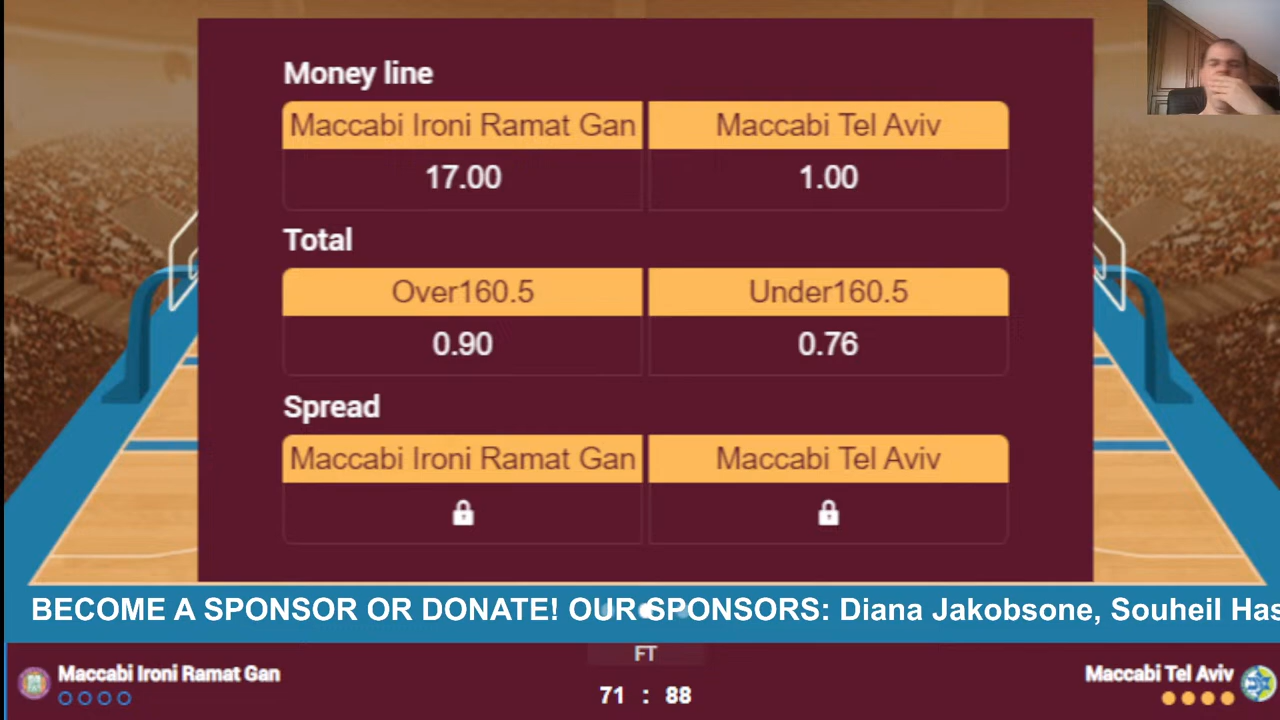 Money line
Maccabi Ironi Ramat Gan
Maccabi Tel Aviv
17.00
1.00
Total
Over160.5
Under160.5
0.90
0.76
Spread
Maccabi Ironi Ramat Gan
Maccabi Tel Aviv
BECOME A SPONSOR OR DONATE! OUR SPONSORS: Diana Jakobsone, Souheil Has
FT
Maccabi Ironi Ramat Gan
71 : 88
Maccabi Tel Aviv